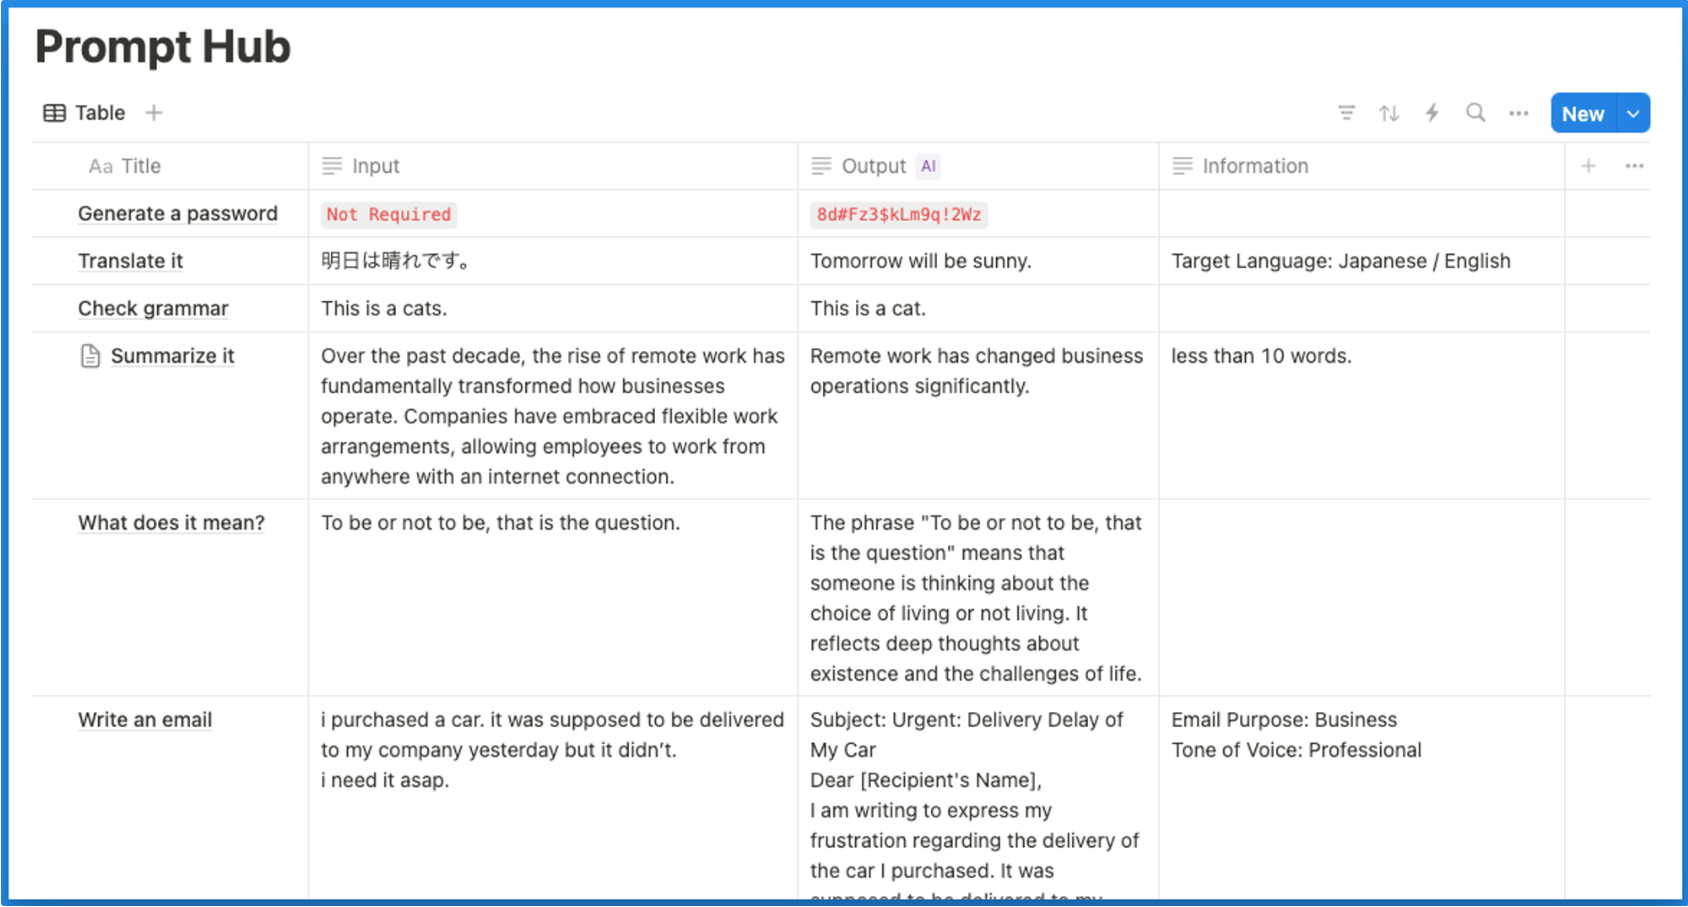 Prompt Hub
Table
New
Aa Title
Input
Output AI
Information
Generate a password
Not Required
8d#Fz3$kLm9q!2Wz
Translate it
明日は晴れです。
Tomorrow will be sunny.
Target Language: Japanese / English
Check grammar
This is a cats.
This is a cat.
Summarize it
Over the past decade, the rise of remote work has
fundamentally transformed how businesses
operate. Companies have embraced flexible work
arrangements, allowing employees to work from
anywhere with an internet connection.
Remote work has changed business
operations significantly.
less than 10 words.
What does it mean?
To be or not to be, that is the question.
The phrase "To be or not to be, that
is the question" means that
someone is thinking about the
choice of living or not living. It
reflects deep thoughts about
existence and the challenges of life.
Write an email
i purchased a car. it was supposed to be delivered
to my company yesterday but it didn’t.
i need it asap.
Subject: Urgent: Delivery Delay of
My Car
Dear [Recipient's Name],
I am writing to express my
frustration regarding the delivery of
the car I purchased. It was
supposed to be delivered to my
Email Purpose: Business
Tone of Voice: Professional